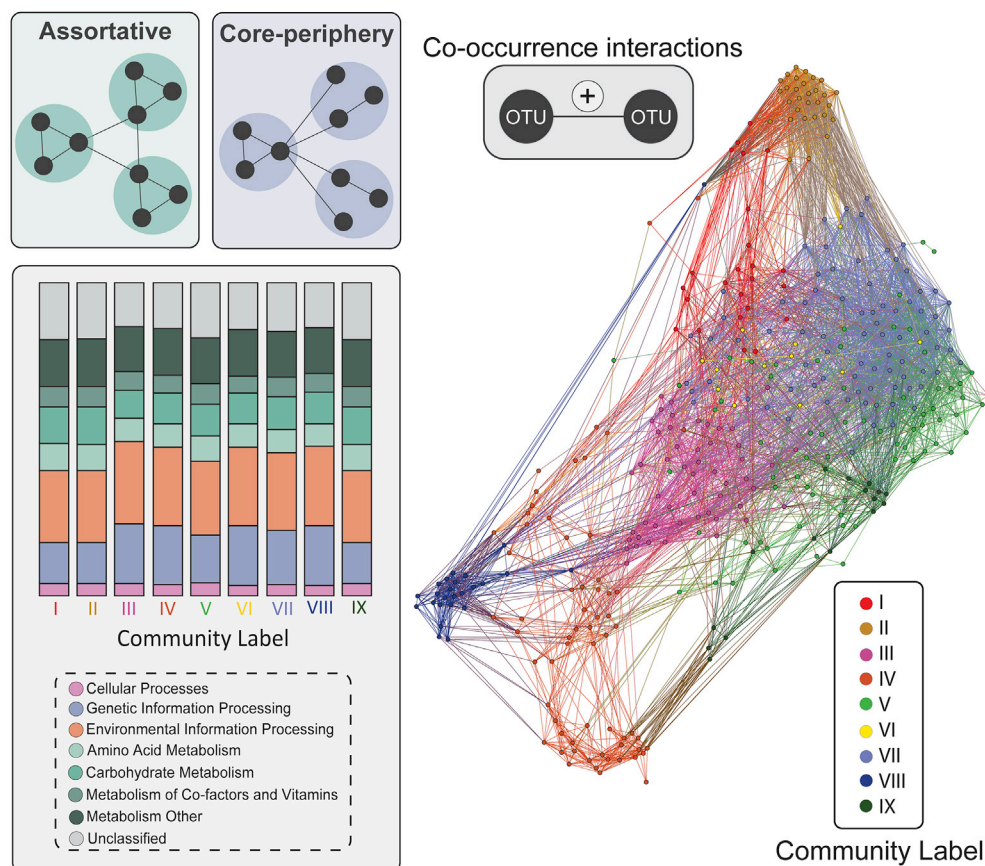 Assortative
Core-periphery
Co-occurrence interactions
OTU + OTU
I II III IV V VI VII VIII IX
Community Label
Cellular Processes
Genetic Information Processing
Environmental Information Processing
Amino Acid Metabolism
Carbohydrate Metabolism
Metabolism of Co-factors and Vitamins
Metabolism Other
Unclassified
I
II
III
IV
V
VI
VII
VIII
IX
Community Label